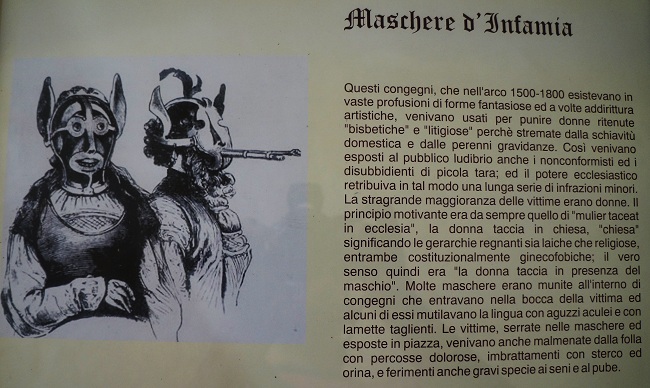 Maschere d'Infamia
Questi congegni, che nell'arco 1500-1800 esistevano in
vaste profusioni di forme fantasiose ed a volte addirittura
artistiche, venivano usati per punire donne ritenute
"bisbetiche" e "litigiose" perchè stremate dalla schiavitù
domestica e dalle perenni gravidanze. Così venivano
esposti al pubblico ludibrio anche i nonconformisti ed i
disubbidienti di picola tara; ed il potere ecclesiastico
retribuiva in tal modo una lunga serie di infrazioni minori.
La stragrande maggioranza delle vittime erano donne. Il
principio motivante era da sempre quello di "mulier taceat
in ecclesia", la donna taccia in chiesa, "chiesa"
significando le gerarchie regnanti sia laiche che religiose,
entrambe costituzionalmente ginecofobiche; il vero
senso quindi era "la donna taccia in presenza del
maschio". Molte maschere erano munite all'interno di
congegni che entravano nella bocca della vittima ed
alcuni di essi mutilavano la lingua con aguzzi aculei e con
lamette taglienti. Le vittime, serrate nelle maschere ed
esposte in piazza, venivano anche malmenate dalla folla
con percosse dolorose, imbrattamenti con sterco ed
orina, e ferimenti anche gravi specie ai seni e al pube.